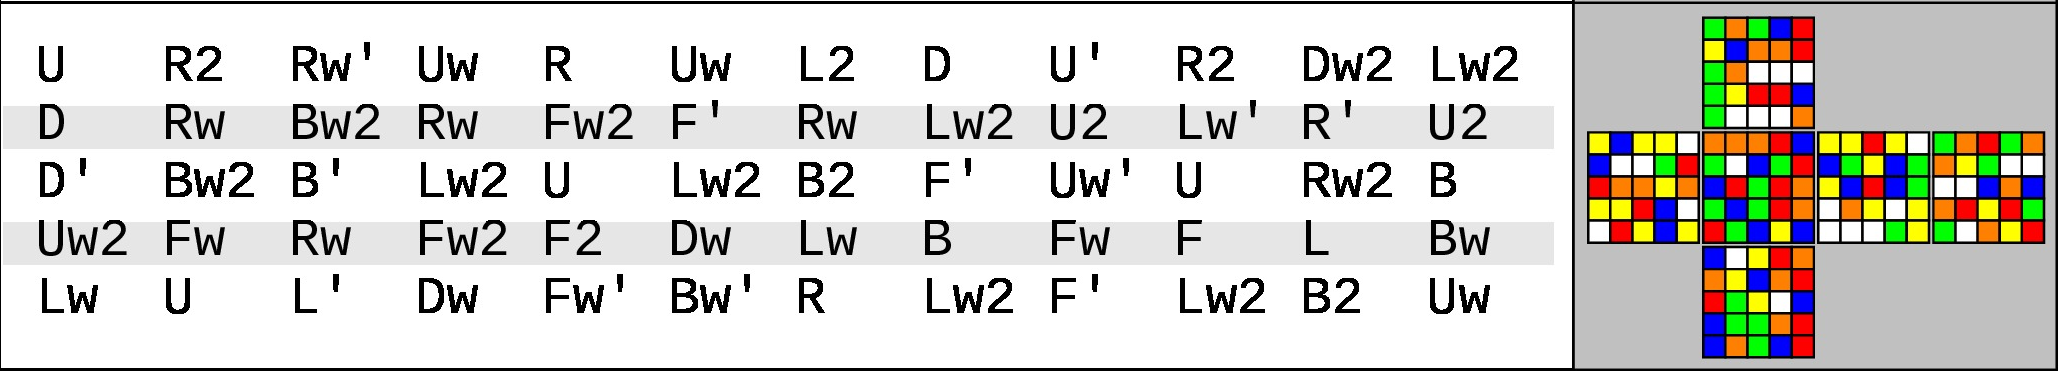 U R2 Rw' Uw R Uw L2 D U' R2 Dw2 Lw2
D Rw Bw2 Rw Fw2 F' Rw Lw2 U2 Lw' R' U2
D' Bw2 B' Lw2 U Lw2 B2 F' Uw' U Rw2 B
Uw2 Fw Rw Fw2 F2 Dw Lw B Fw F L Bw
Lw U L' Dw Fw' Bw' R Lw2 F' Lw2 B2 Uw